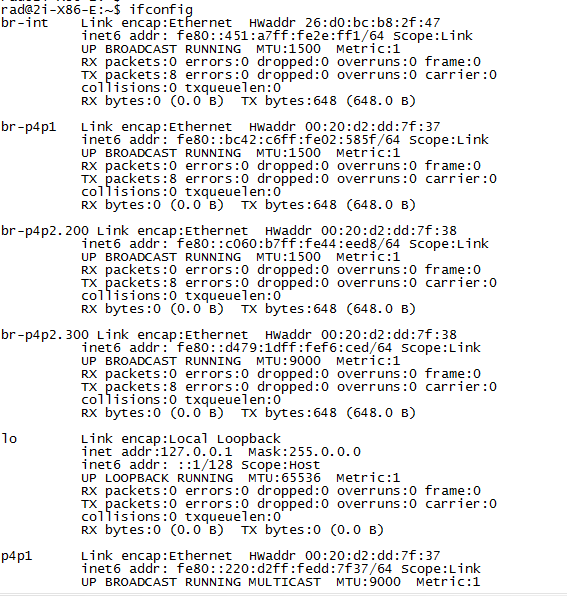 rad@2i-X86-E:~$ ifconfig
br-int    Link encap:Ethernet  HWaddr 26:d0:bc:b8:2f:47
          inet6 addr: fe80::451:a7ff:fe2e:ff1/64 Scope:Link
          UP BROADCAST RUNNING  MTU:1500  Metric:1
          RX packets:0 errors:0 dropped:0 overruns:0 frame:0
          TX packets:8 errors:0 dropped:0 overruns:0 carrier:0
          collisions:0 txqueuelen:0
          RX bytes:0 (0.0 B)  TX bytes:648 (648.0 B)

br-p4p1   Link encap:Ethernet  HWaddr 00:20:d2:dd:7f:37
          inet6 addr: fe80::bc42:c6ff:fe02:585f/64 Scope:Link
          UP BROADCAST RUNNING  MTU:1500  Metric:1
          RX packets:0 errors:0 dropped:0 overruns:0 frame:0
          TX packets:8 errors:0 dropped:0 overruns:0 carrier:0
          collisions:0 txqueuelen:0
          RX bytes:0 (0.0 B)  TX bytes:648 (648.0 B)

br-p4p2.200 Link encap:Ethernet  HWaddr 00:20:d2:dd:7f:38
          inet6 addr: fe80::c060:b7ff:fe44:eed8/64 Scope:Link
          UP BROADCAST RUNNING  MTU:1500  Metric:1
          RX packets:0 errors:0 dropped:0 overruns:0 frame:0
          TX packets:8 errors:0 dropped:0 overruns:0 carrier:0
          collisions:0 txqueuelen:0
          RX bytes:0 (0.0 B)  TX bytes:648 (648.0 B)

br-p4p2.300 Link encap:Ethernet  HWaddr 00:20:d2:dd:7f:38
          inet6 addr: fe80::d479:1dff:fef6:ced/64 Scope:Link
          UP BROADCAST RUNNING  MTU:9000  Metric:1
          RX packets:0 errors:0 dropped:0 overruns:0 frame:0
          TX packets:8 errors:0 dropped:0 overruns:0 carrier:0
          collisions:0 txqueuelen:0
          RX bytes:0 (0.0 B)  TX bytes:648 (648.0 B)

lo        Link encap:Local Loopback
          inet addr:127.0.0.1  Mask:255.0.0.0
          inet6 addr: ::1/128 Scope:Host
          UP LOOPBACK RUNNING  MTU:65536  Metric:1
          RX packets:0 errors:0 dropped:0 overruns:0 frame:0
          TX packets:0 errors:0 dropped:0 overruns:0 carrier:0
          collisions:0 txqueuelen:0
          RX bytes:0 (0.0 B)  TX bytes:0 (0.0 B)

p4p1      Link encap:Ethernet  HWaddr 00:20:d2:dd:7f:37
          inet6 addr: fe80::220:d2ff:fedd:7f37/64 Scope:Link
          UP BROADCAST RUNNING MULTICAST  MTU:9000  Metric:1